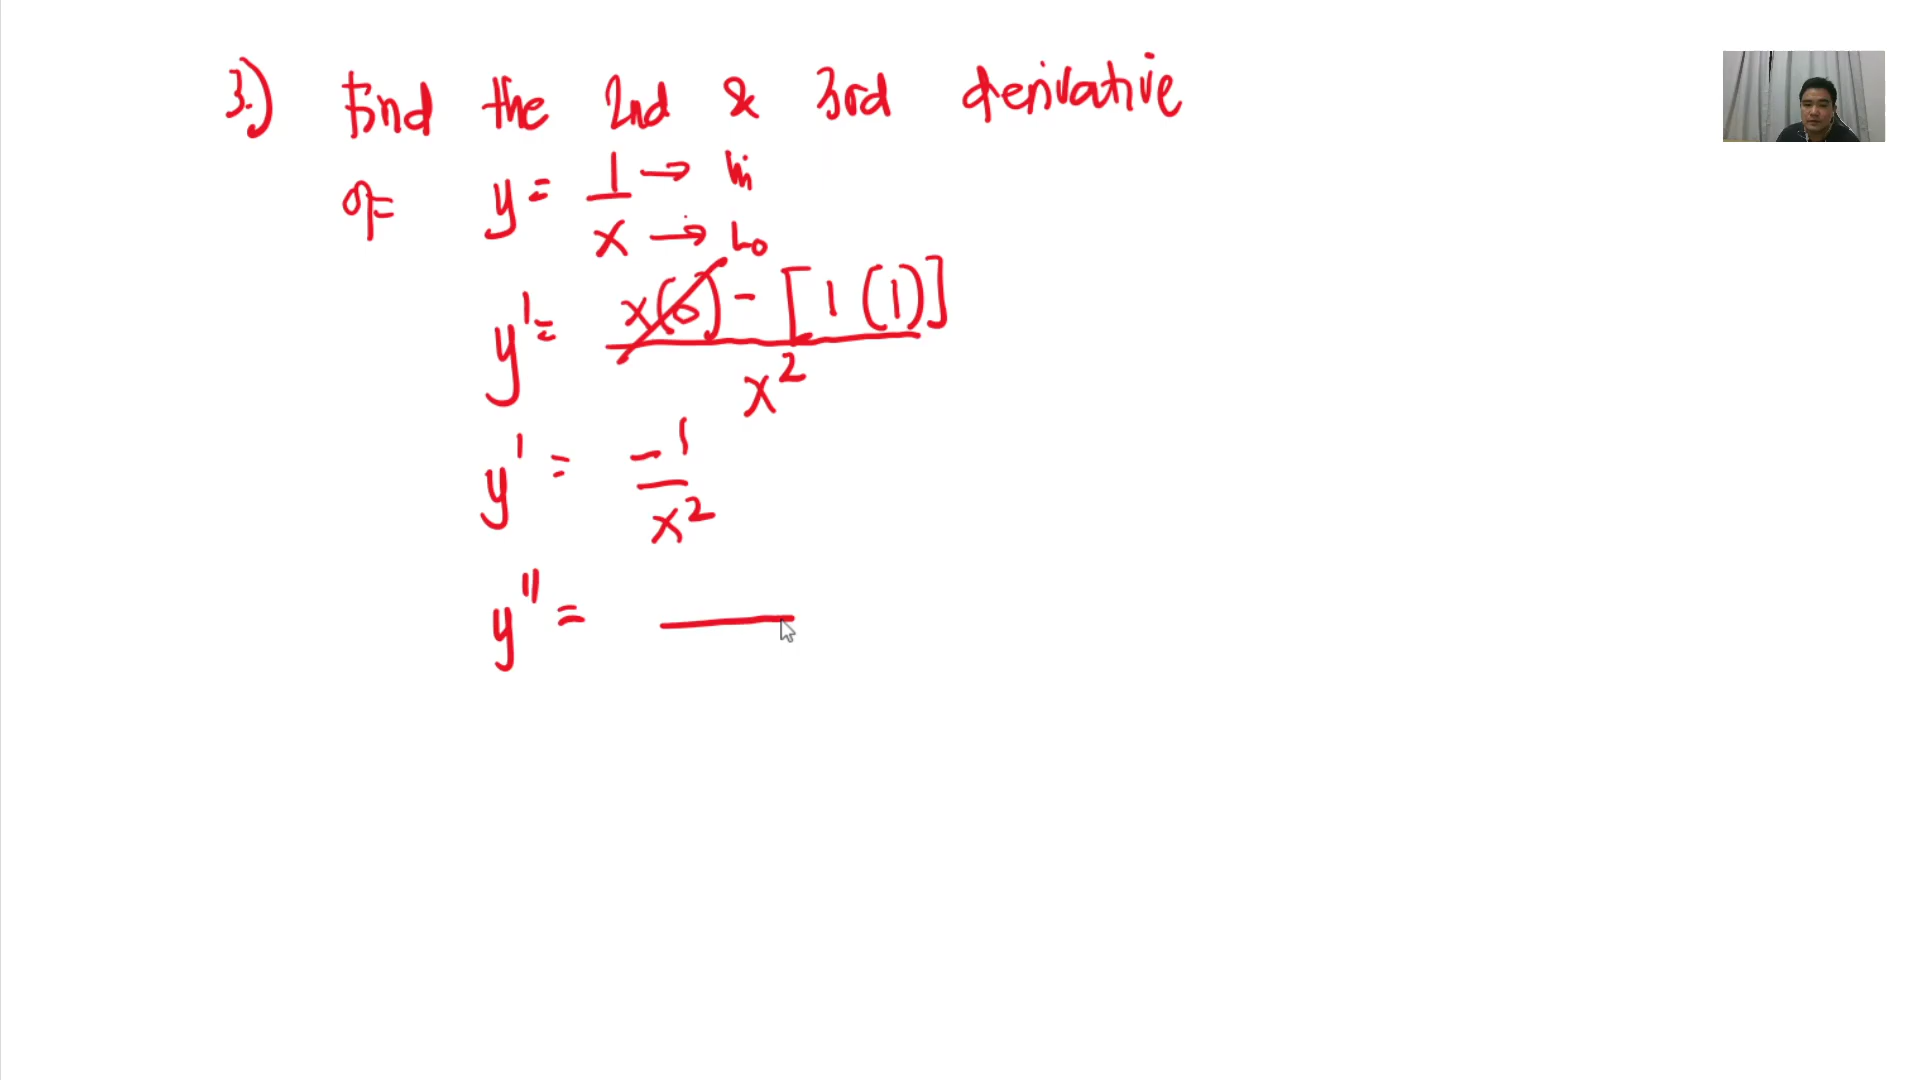 3.) Find the 2nd & 3rd derivative
of y = 1/x → Hi
→ Lo
y' = x(0) - [1(1)] / x²
y' = -1/x²
y'' =